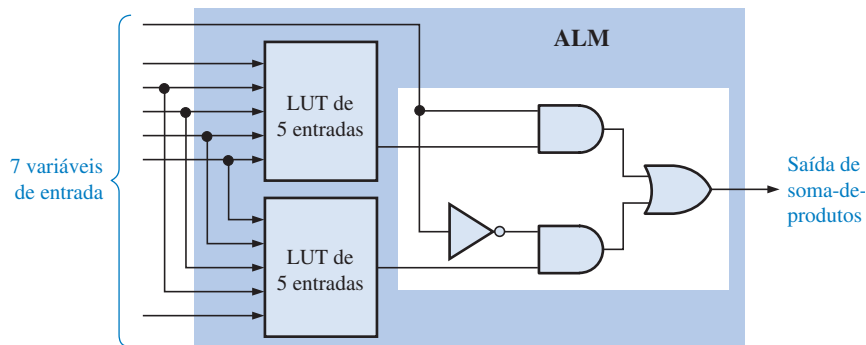 ALM
LUT de
5 entradas
7 variáveis
de entrada
Saída de
soma-de-
produtos
LUT de
5 entradas